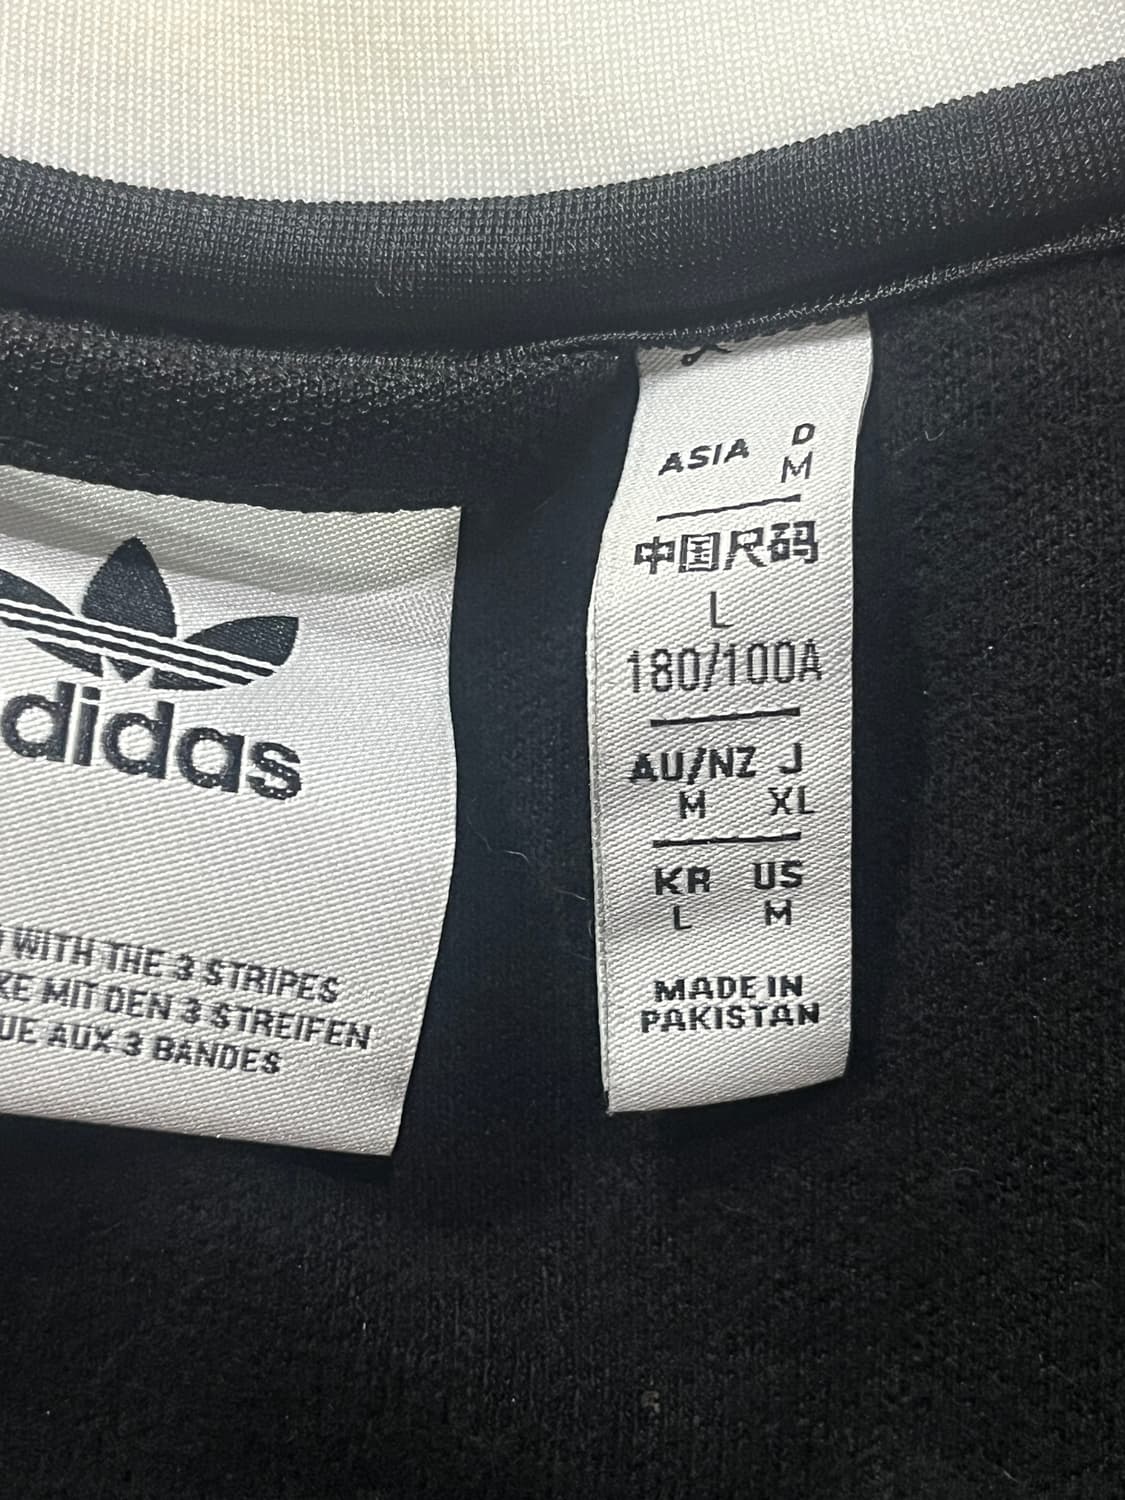 adidas
WITH THE 3 STRIPES
KE MIT DEN 3 STREIFEN
UE AUX 3 BANDES
ASIA D
M
中国尺码
L
180/100A
AU/NZ J
M XL
KR US
L M
MADE IN
PAKISTAN